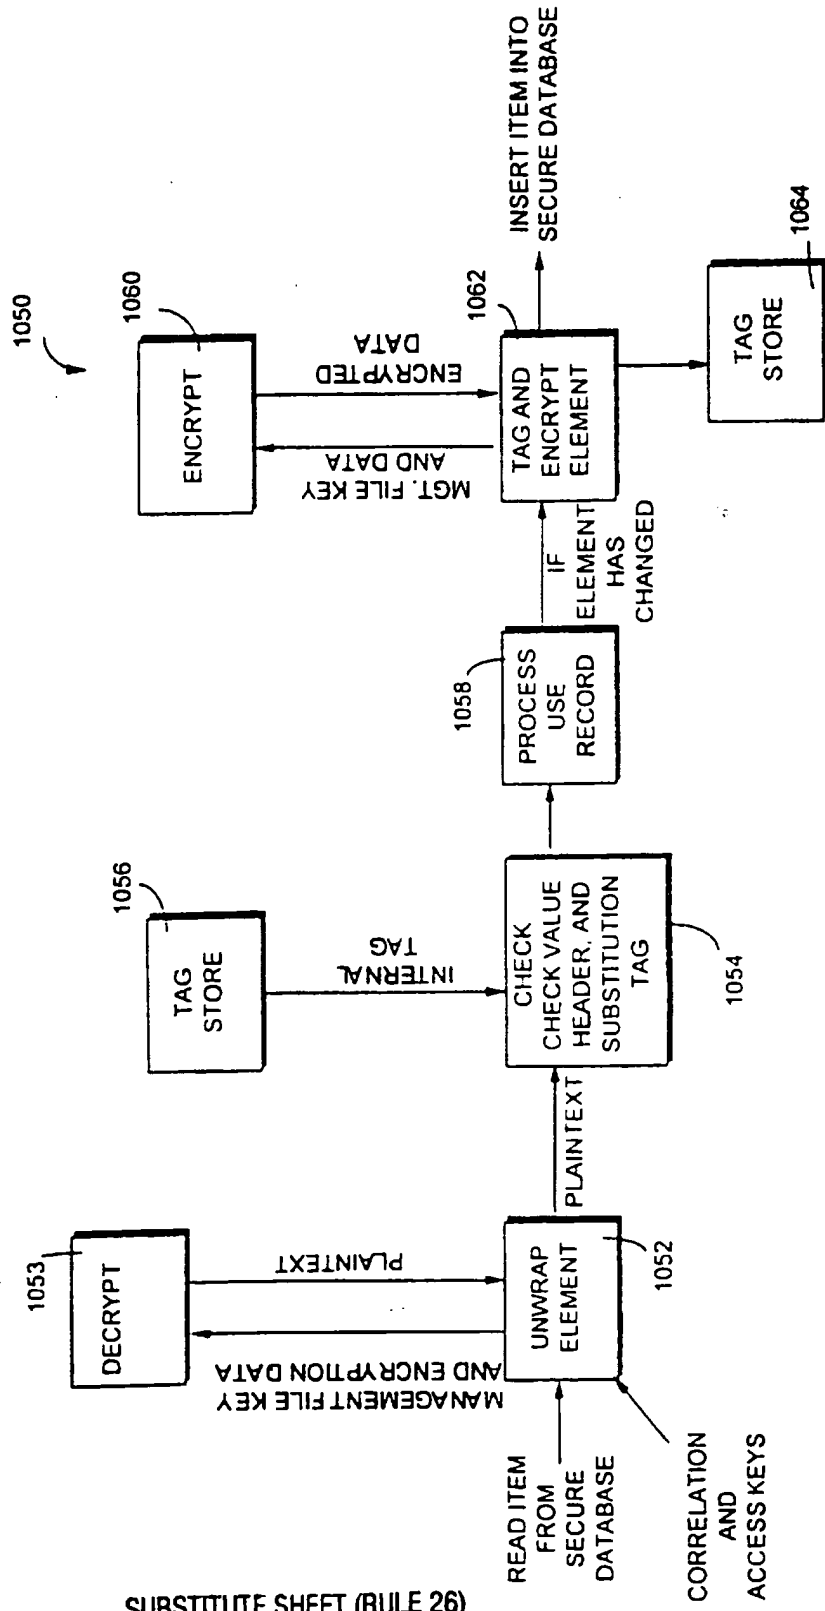 1050
1053
DECRYPT
MANAGEMENT FILE KEY
AND ENCRYPTION DATA
PLAINTEXT
READ ITEM
FROM
SECURE
DATABASE
UNWRAP
ELEMENT
1052
CORRELATION
AND
ACCESS KEYS
PLAINTEXT
1056
TAG
STORE
INTERNAL
TAG
CHECK
CHECK VALUE
HEADER, AND
SUBSTITUTION
TAG
1054
1058
PROCESS
USE
RECORD
IF
ELEMENT
HAS
CHANGED
1060
ENCRYPT
MGT. FILE KEY
AND DATA
ENCRYPTED
DATA
1062
TAG AND
ENCRYPT
ELEMENT
INSERT ITEM INTO
SECURE DATABASE
TAG
STORE
1064
SUBSTITUTE SHEET (RULE 26)